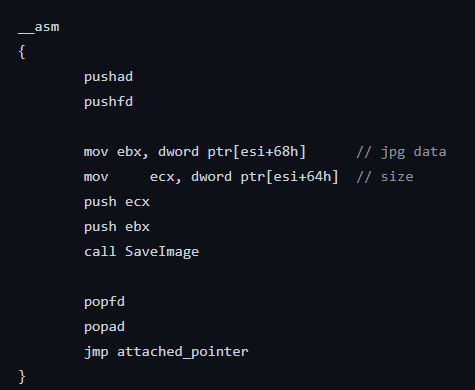 __asm
{
pushad
pushfd
mov ebx, dword ptr[esi+68h] // jpg data
mov ecx, dword ptr[esi+64h] // size
push ecx
push ebx
call SaveImage
popfd
popad
jmp attached_pointer
}